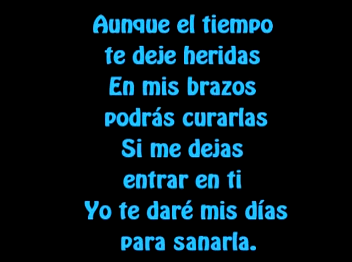 Aunque el tiempo
te deje heridas
En mis brazos
podrás curarlas
Si me dejas
entrar en ti
Yo te daré mis días
para sanarla.